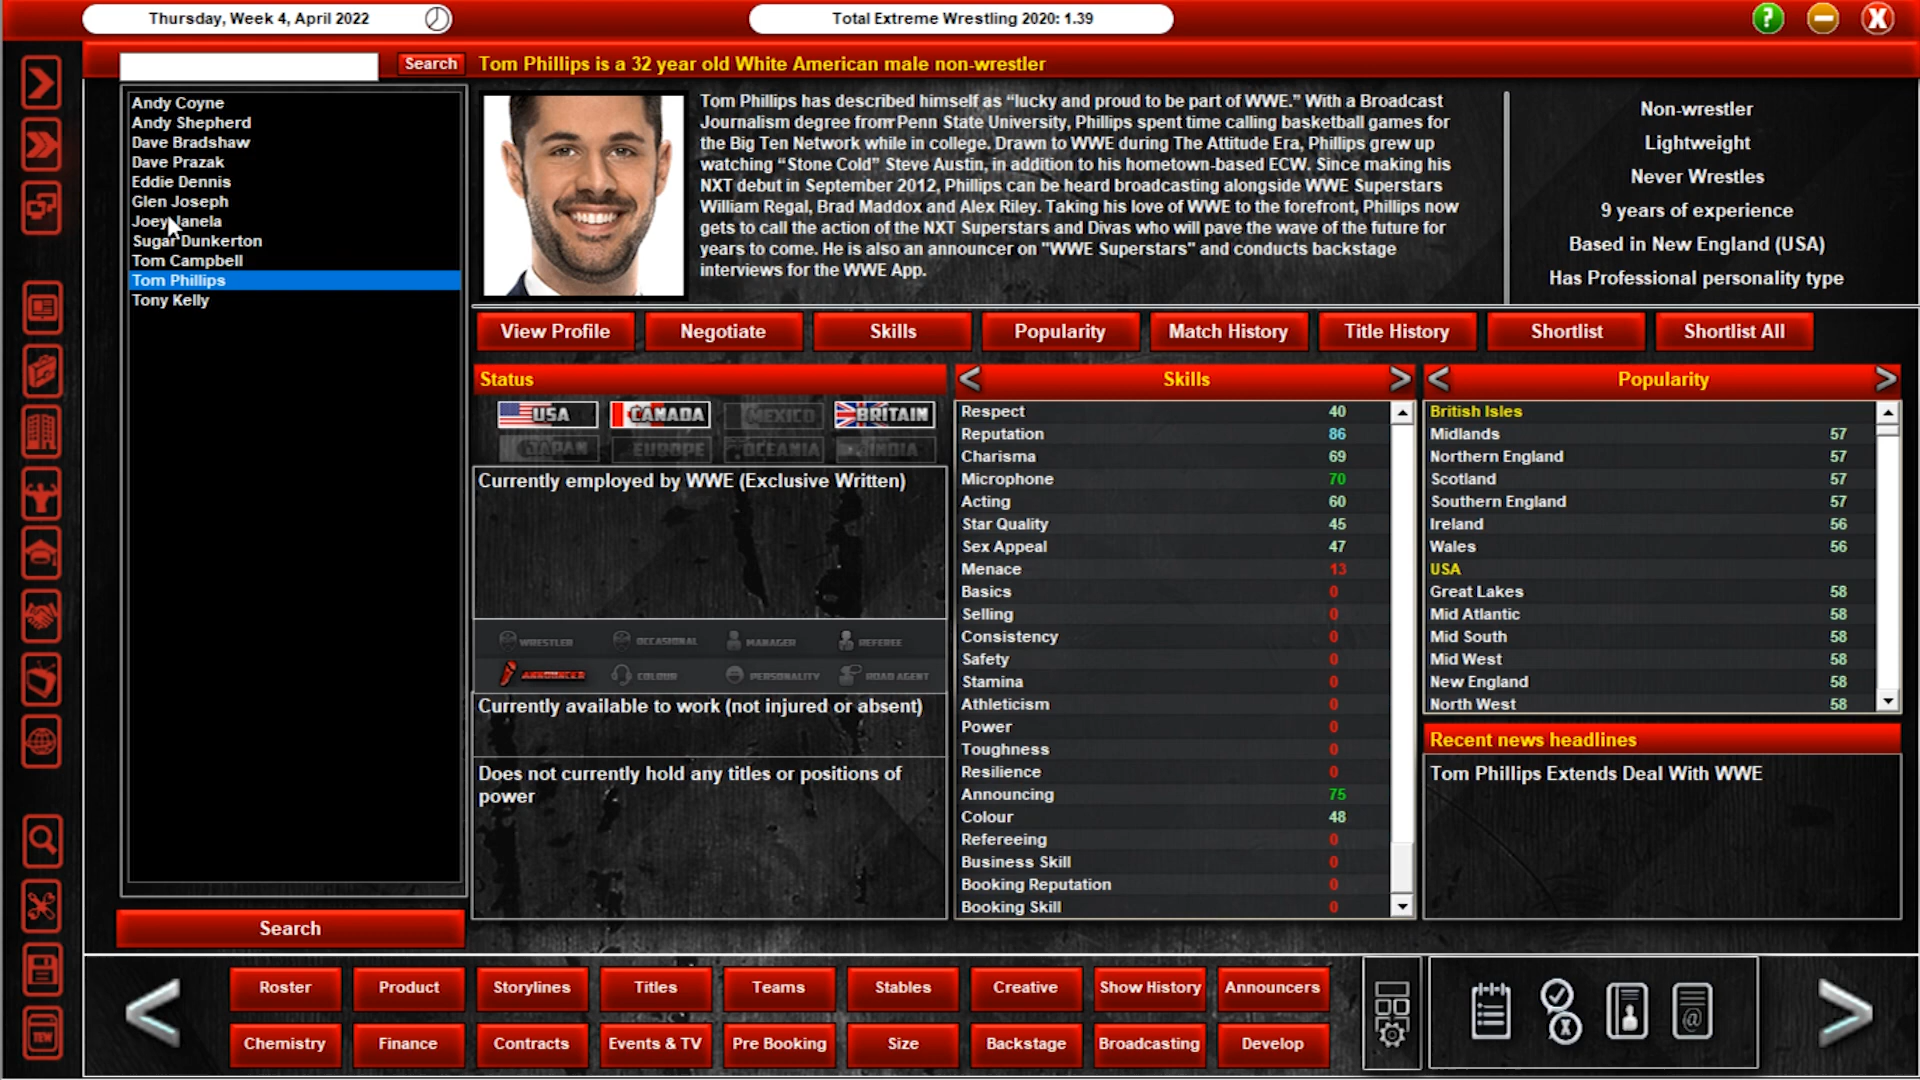 Thursday, Week 4, April 2022
Total Extreme Wrestling 2020: 1.39
Search
Tom Phillips is a 32 year old White American male non-wrestler
Andy Coyne
Andy Shepherd
Dave Bradshaw
Dave Prazak
Eddie Dennis
Glen Joseph
Joey Janela
Sugar Dunkerton
Tom Campbell
Tom Phillips
Tony Kelly
Search
Tom Phillips has described himself as “lucky and proud to be part of WWE.” With a Broadcast
Journalism degree from Penn State University, Phillips spent time calling basketball games for
the Big Ten Network while in college. Drawn to WWE during The Attitude Era, Phillips grew up
watching “Stone Cold” Steve Austin, in addition to his hometown-based ECW. Since making his
NXT debut in September 2012, Phillips can be heard broadcasting alongside WWE Superstars
William Regal, Brad Maddox and Alex Riley. Taking his love of WWE to the forefront, Phillips now
gets to call the action of the NXT Superstars and Divas who will pave the wave of the future for
years to come. He is also an announcer on "WWE Superstars" and conducts backstage
interviews for the WWE App.
Non-wrestler
Lightweight
Never Wrestles
9 years of experience
Based in New England (USA)
Has Professional personality type
View Profile
Negotiate
Skills
Popularity
Match History
Title History
Shortlist
Shortlist All
Status
USA
CANADA
MEXICO
BRITAIN
JAPAN
EUROPE
OCEANIA
INDIA
Currently employed by WWE (Exclusive Written)
WRESTLER
OCCASIONAL
MANAGER
REFEREE
ANNOUNCER
COLOUR
PERSONALITY
ROAD AGENT
Currently available to work (not injured or absent)
Does not currently hold any titles or positions of
power
Skills
Respect 40
Reputation 86
Charisma 69
Microphone 70
Acting 60
Star Quality 45
Sex Appeal 47
Menace 13
Basics 0
Selling 0
Consistency 0
Safety 0
Stamina 0
Athleticism 0
Power 0
Toughness 0
Resilience 0
Announcing 75
Colour 48
Refereeing 0
Business Skill 0
Booking Reputation 0
Booking Skill 0
Popularity
British Isles
Midlands 57
Northern England 57
Scotland 57
Southern England 57
Ireland 56
Wales 56
USA
Great Lakes 58
Mid Atlantic 58
Mid South 58
Mid West 58
New England 58
North West 58
Recent news headlines
Tom Phillips Extends Deal With WWE
Roster
Product
Storylines
Titles
Teams
Stables
Creative
Show History
Announcers
Chemistry
Finance
Contracts
Events & TV
Pre Booking
Size
Backstage
Broadcasting
Develop
TEW